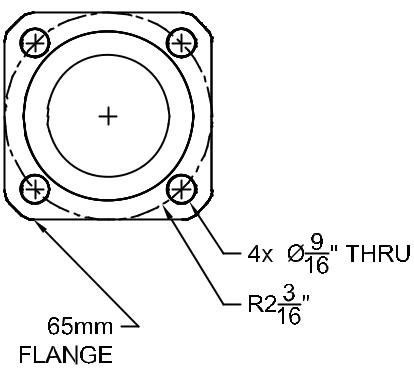 4x Ø9/16" THRU
R2 3/16"
65mm
FLANGE